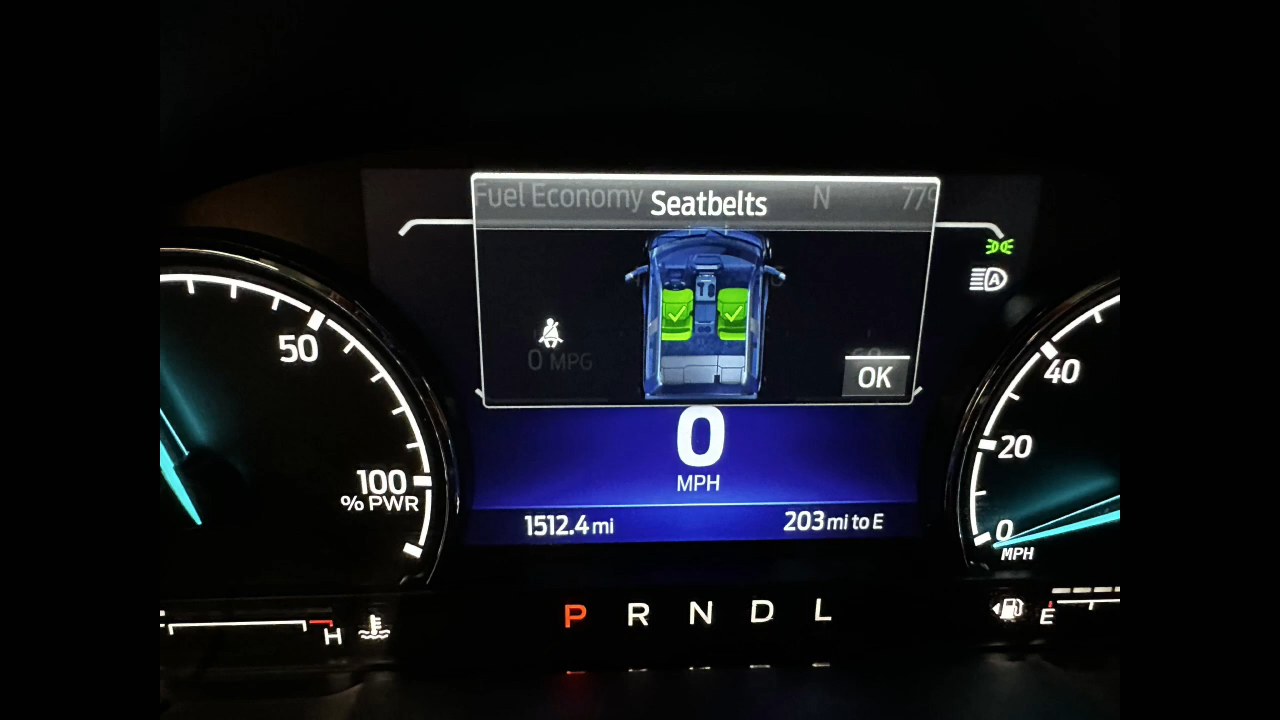 Fuel Economy
Seatbelts
N
77°
50
100
% PWR
0 MPG
OK
0
MPH
1512.4 mi
203 mi to E
A
40
20
0
MPH
H
P R N D L
E